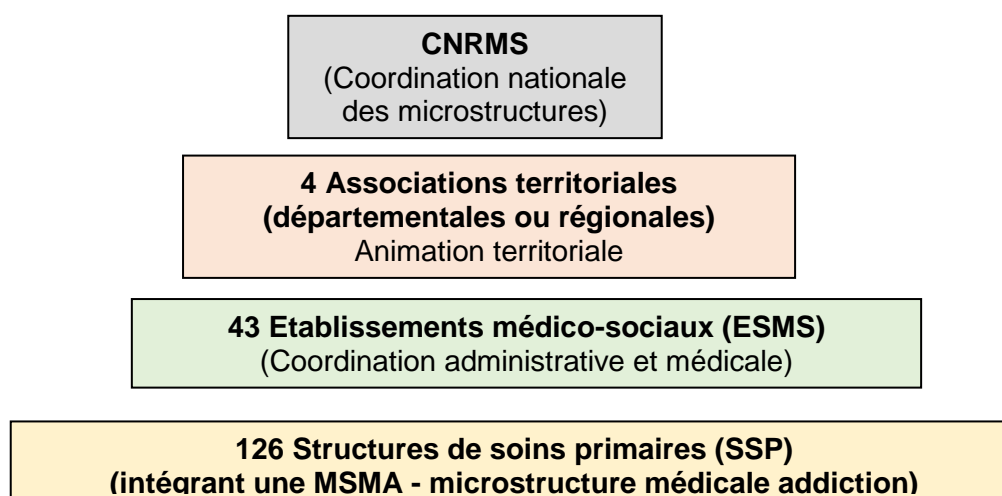 CNRMS
(Coordination nationale
des microstructures)
4 Associations territoriales
(départementales ou régionales)
Animation territoriale
43 Etablissements médico-sociaux (ESMS)
(Coordination administrative et médicale)
126 Structures de soins primaires (SSP)
(intégrant une MSMA - microstructure médicale addiction)